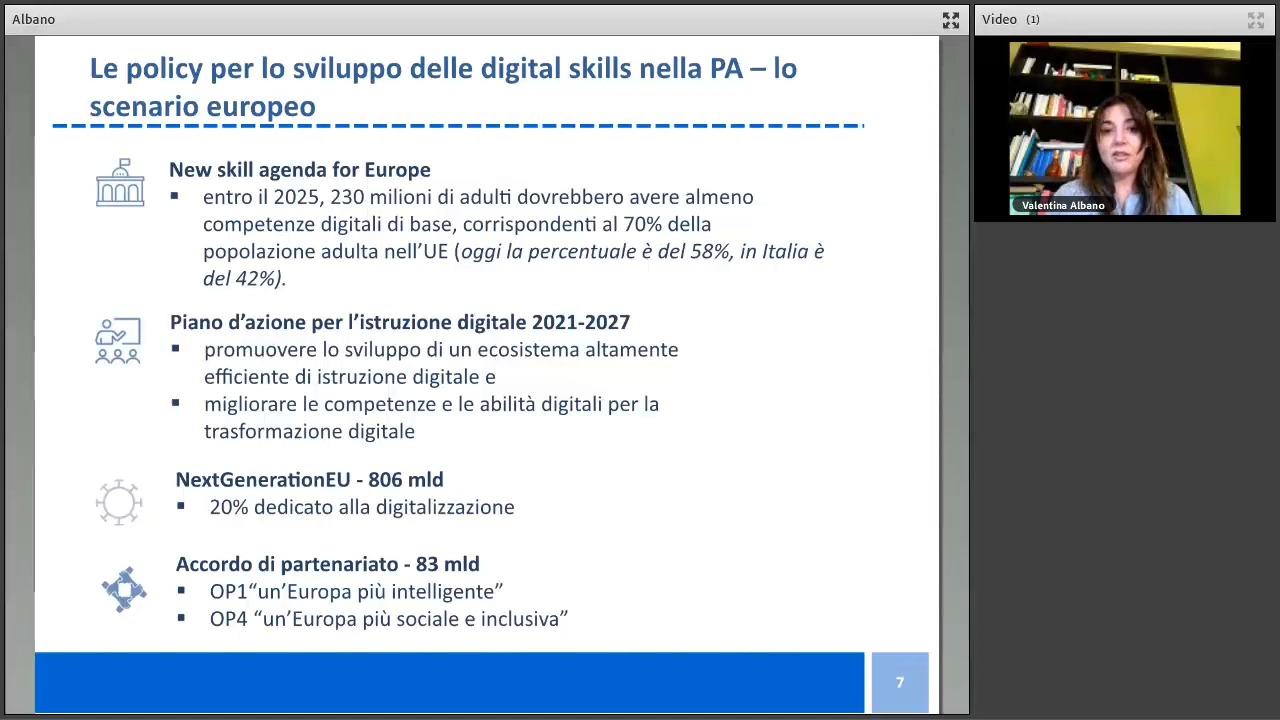 Albano
Video (1)
Le policy per lo sviluppo delle digital skills nella PA – lo
scenario europeo
New skill agenda for Europe
entro il 2025, 230 milioni di adulti dovrebbero avere almeno
competenze digitali di base, corrispondenti al 70% della
popolazione adulta nell’UE (oggi la percentuale è del 58%, in Italia è
del 42%).
Piano d’azione per l’istruzione digitale 2021-2027
promuovere lo sviluppo di un ecosistema altamente
efficiente di istruzione digitale e
migliorare le competenze e le abilità digitali per la
trasformazione digitale
NextGenerationEU - 806 mld
20% dedicato alla digitalizzazione
Accordo di partenariato - 83 mld
OP1“un’Europa più intelligente”
OP4 “un’Europa più sociale e inclusiva”
7
Valentina Albano